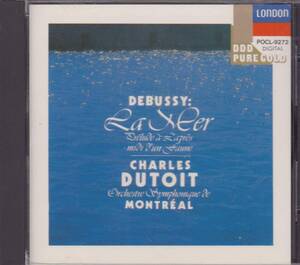 LONDON
POCL-9272
DIGITAL
DDD
PURE GOLD
DEBUSSY:
La Mer
Prélude à L'après
midi d'un Faune
CHARLES
DUTOIT
Orchestre Symphonique de
MONTRÉAL